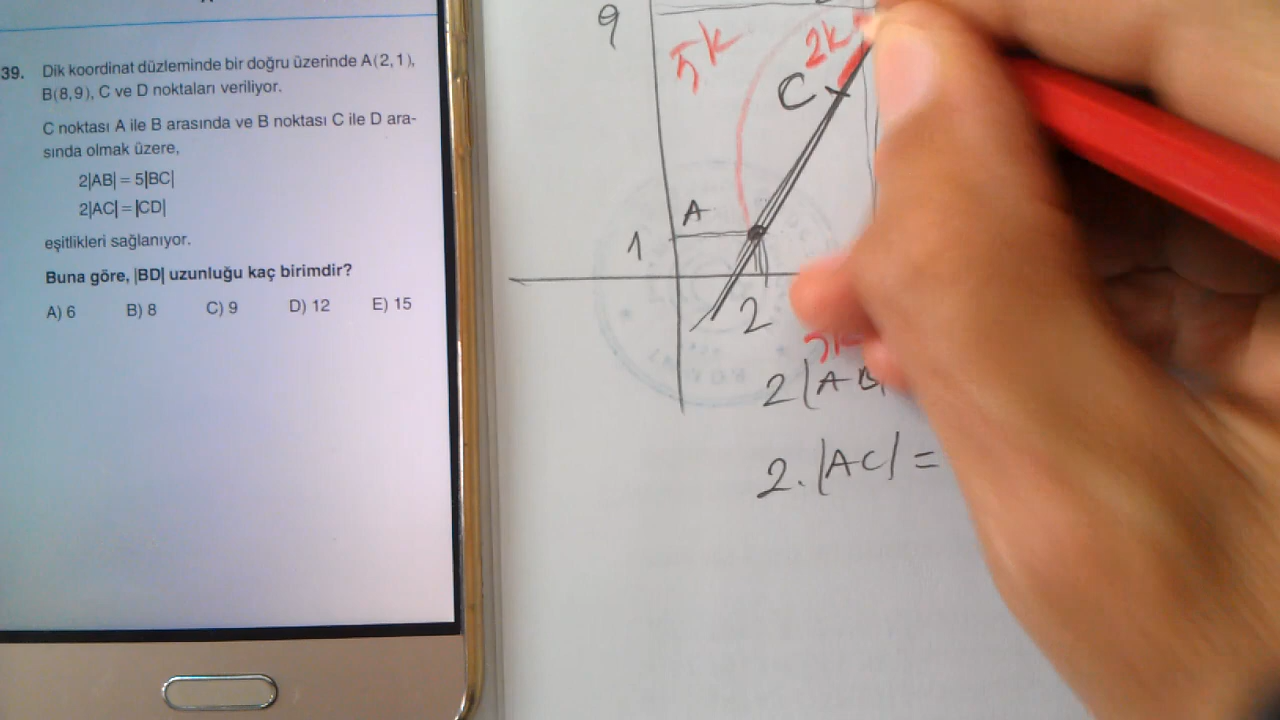 39. Dik koordinat düzleminde bir doğru üzerinde A(2,1),
B(8,9), C ve D noktaları veriliyor.
C noktası A ile B arasında ve B noktası C ile D ara-
sında olmak üzere,
2|AB| = 5|BC|
2|AC| = |CD|
eşitlikleri sağlanıyor.
Buna göre, |BD| uzunluğu kaç birimdir?
A) 6 B) 8 C) 9 D) 12 E) 15
9
5k
2k
C
A
1
2
2|AB|
2.|AC| =